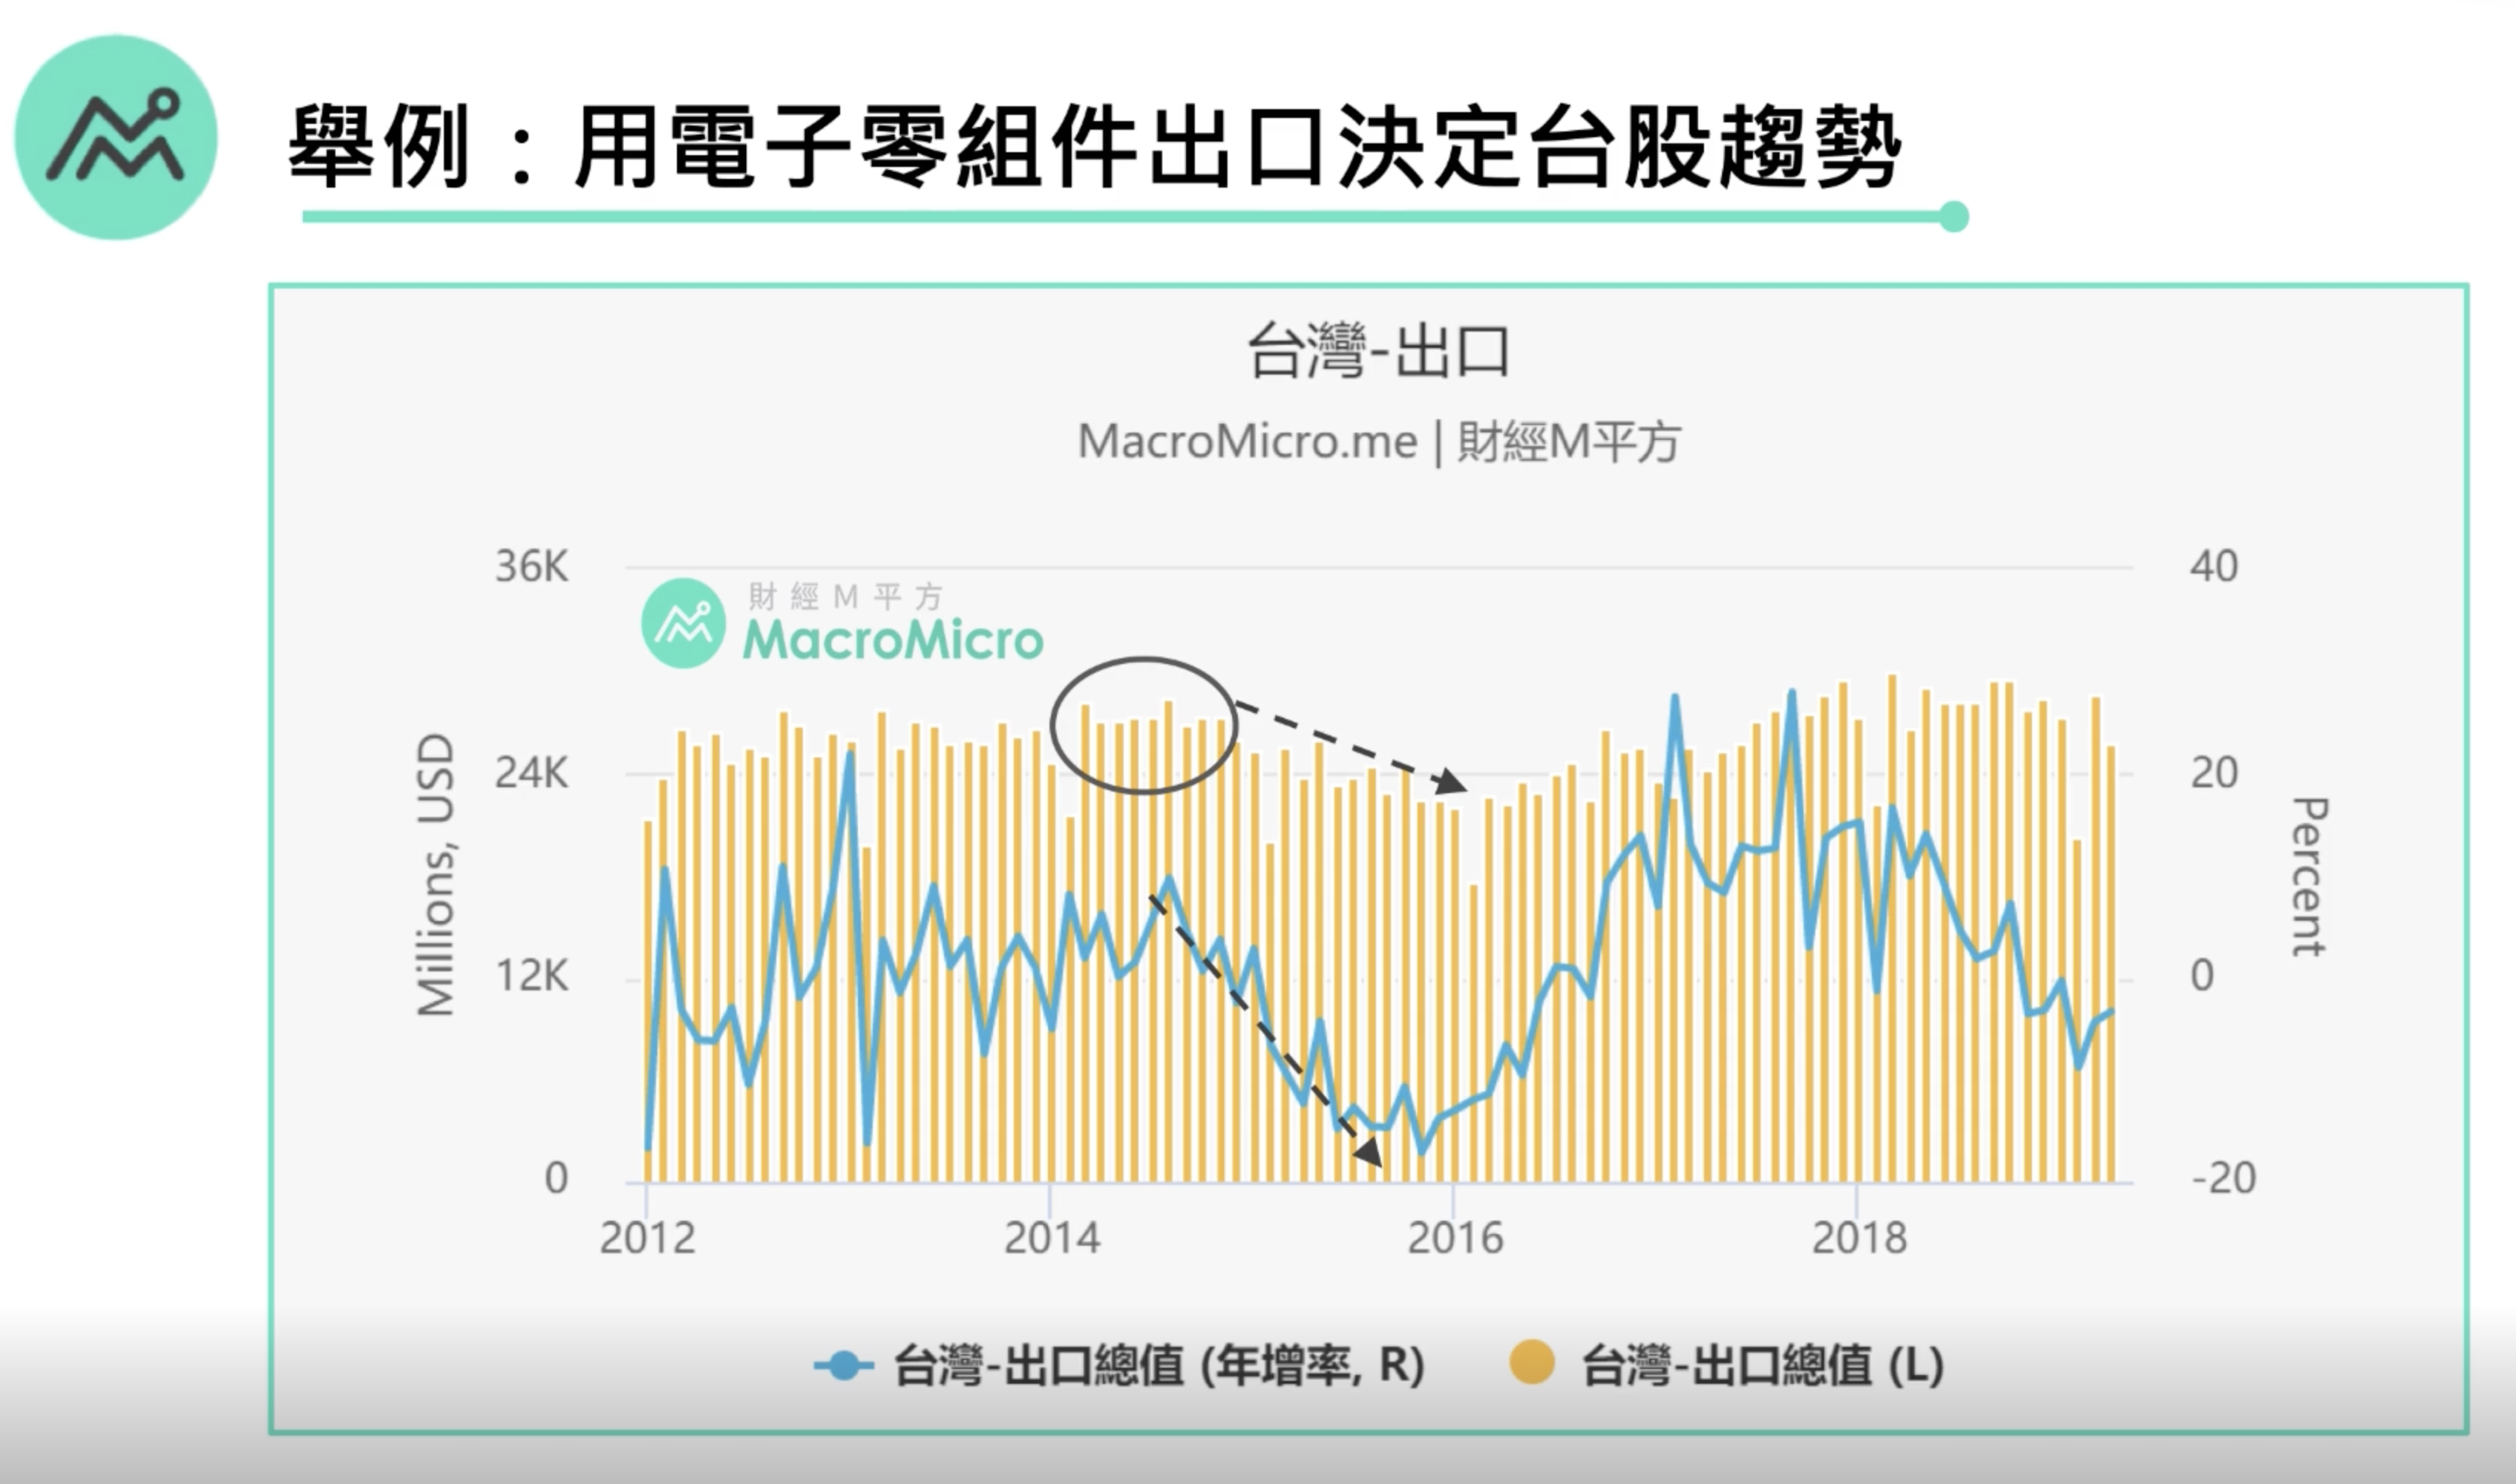 舉例：用電子零組件出口決定台股趨勢
台灣-出口
MacroMicro.me | 財經M平方
36K
40
財經M平方
MacroMicro
24K
20
12K
0
0
-20
Millions, USD
Percent
2012
2014
2016
2018
台灣-出口總值 (年增率, R)
台灣-出口總值 (L)